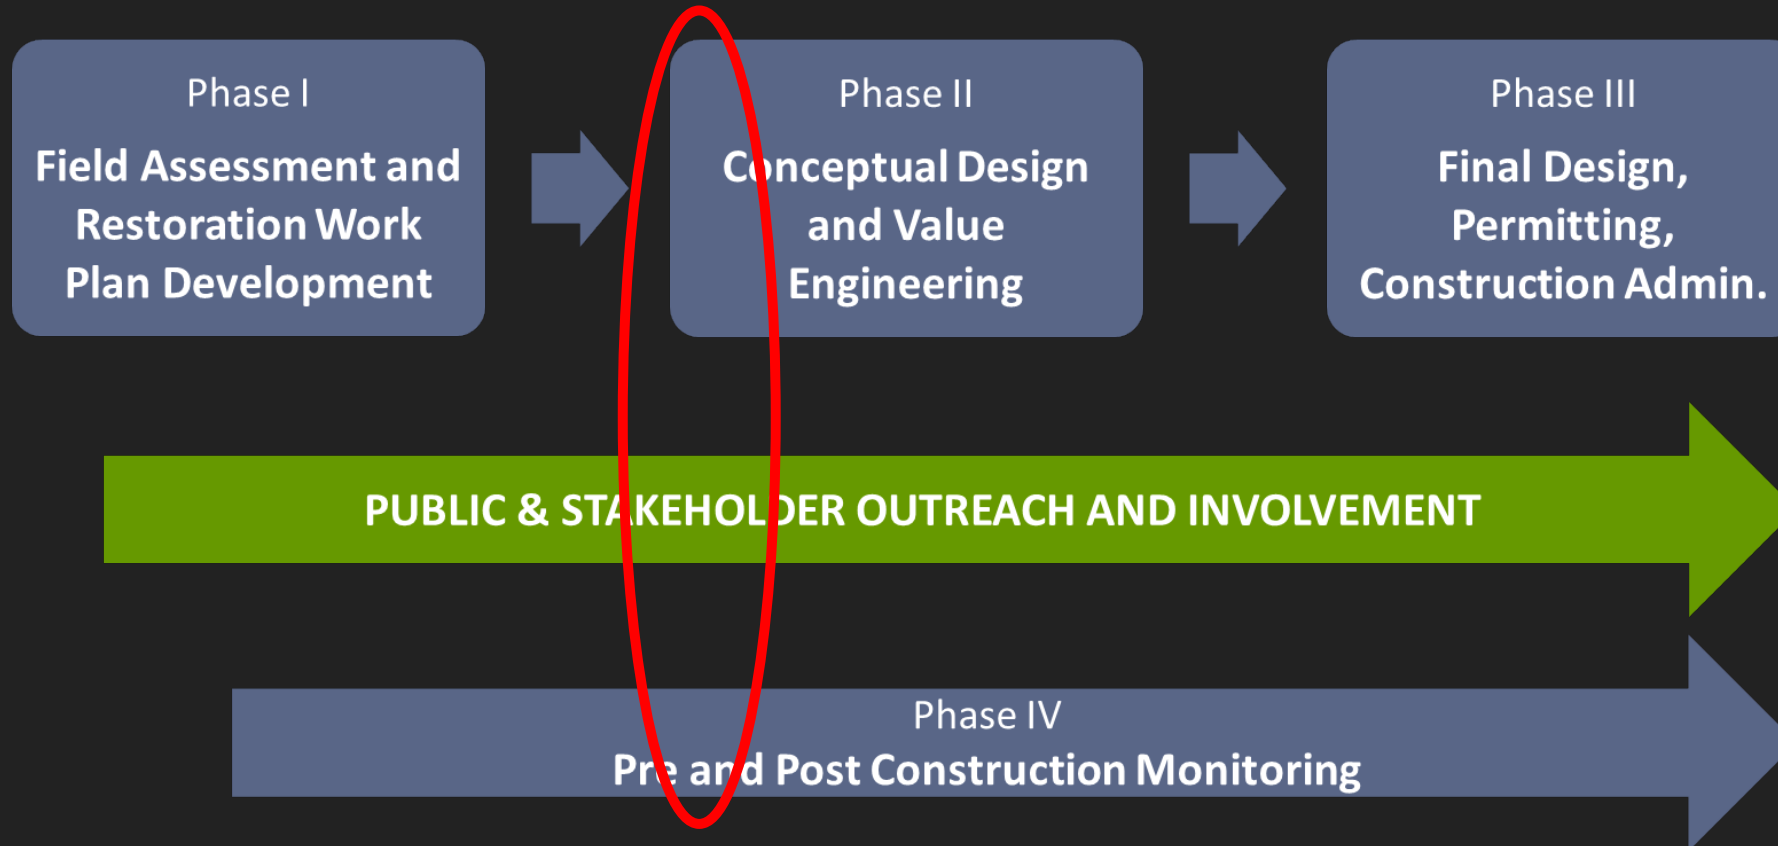 Phase I
Field Assessment and
Restoration Work
Plan Development
Phase II
Conceptual Design
and Value
Engineering
Phase III
Final Design,
Permitting,
Construction Admin.
PUBLIC & STAKEHOLDER OUTREACH AND INVOLVEMENT
Phase IV
Pre and Post Construction Monitoring